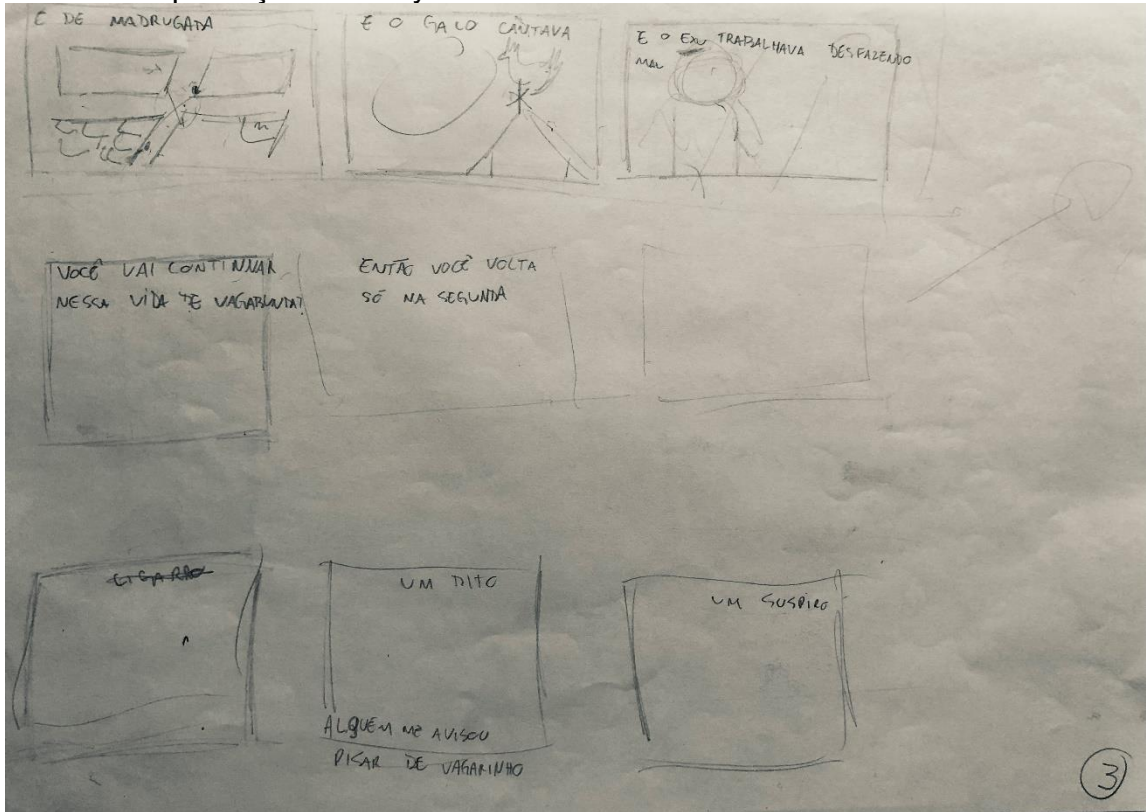 É DE MADRUGADA
E O GALO CANTAVA
E O EXU TRABALHAVA DESFAZENDO
MAL
VOCÊ VAI CONTINUAR
NESSA VIDA DE VAGABUNDA?
ENTÃO VOCÊ VOLTA
SÓ NA SEGUNDA
CIGARRO
UM DITO
UM SUSPIRO
ALGUÉM ME AVISOU
PISAR DE VAGARINHO
3